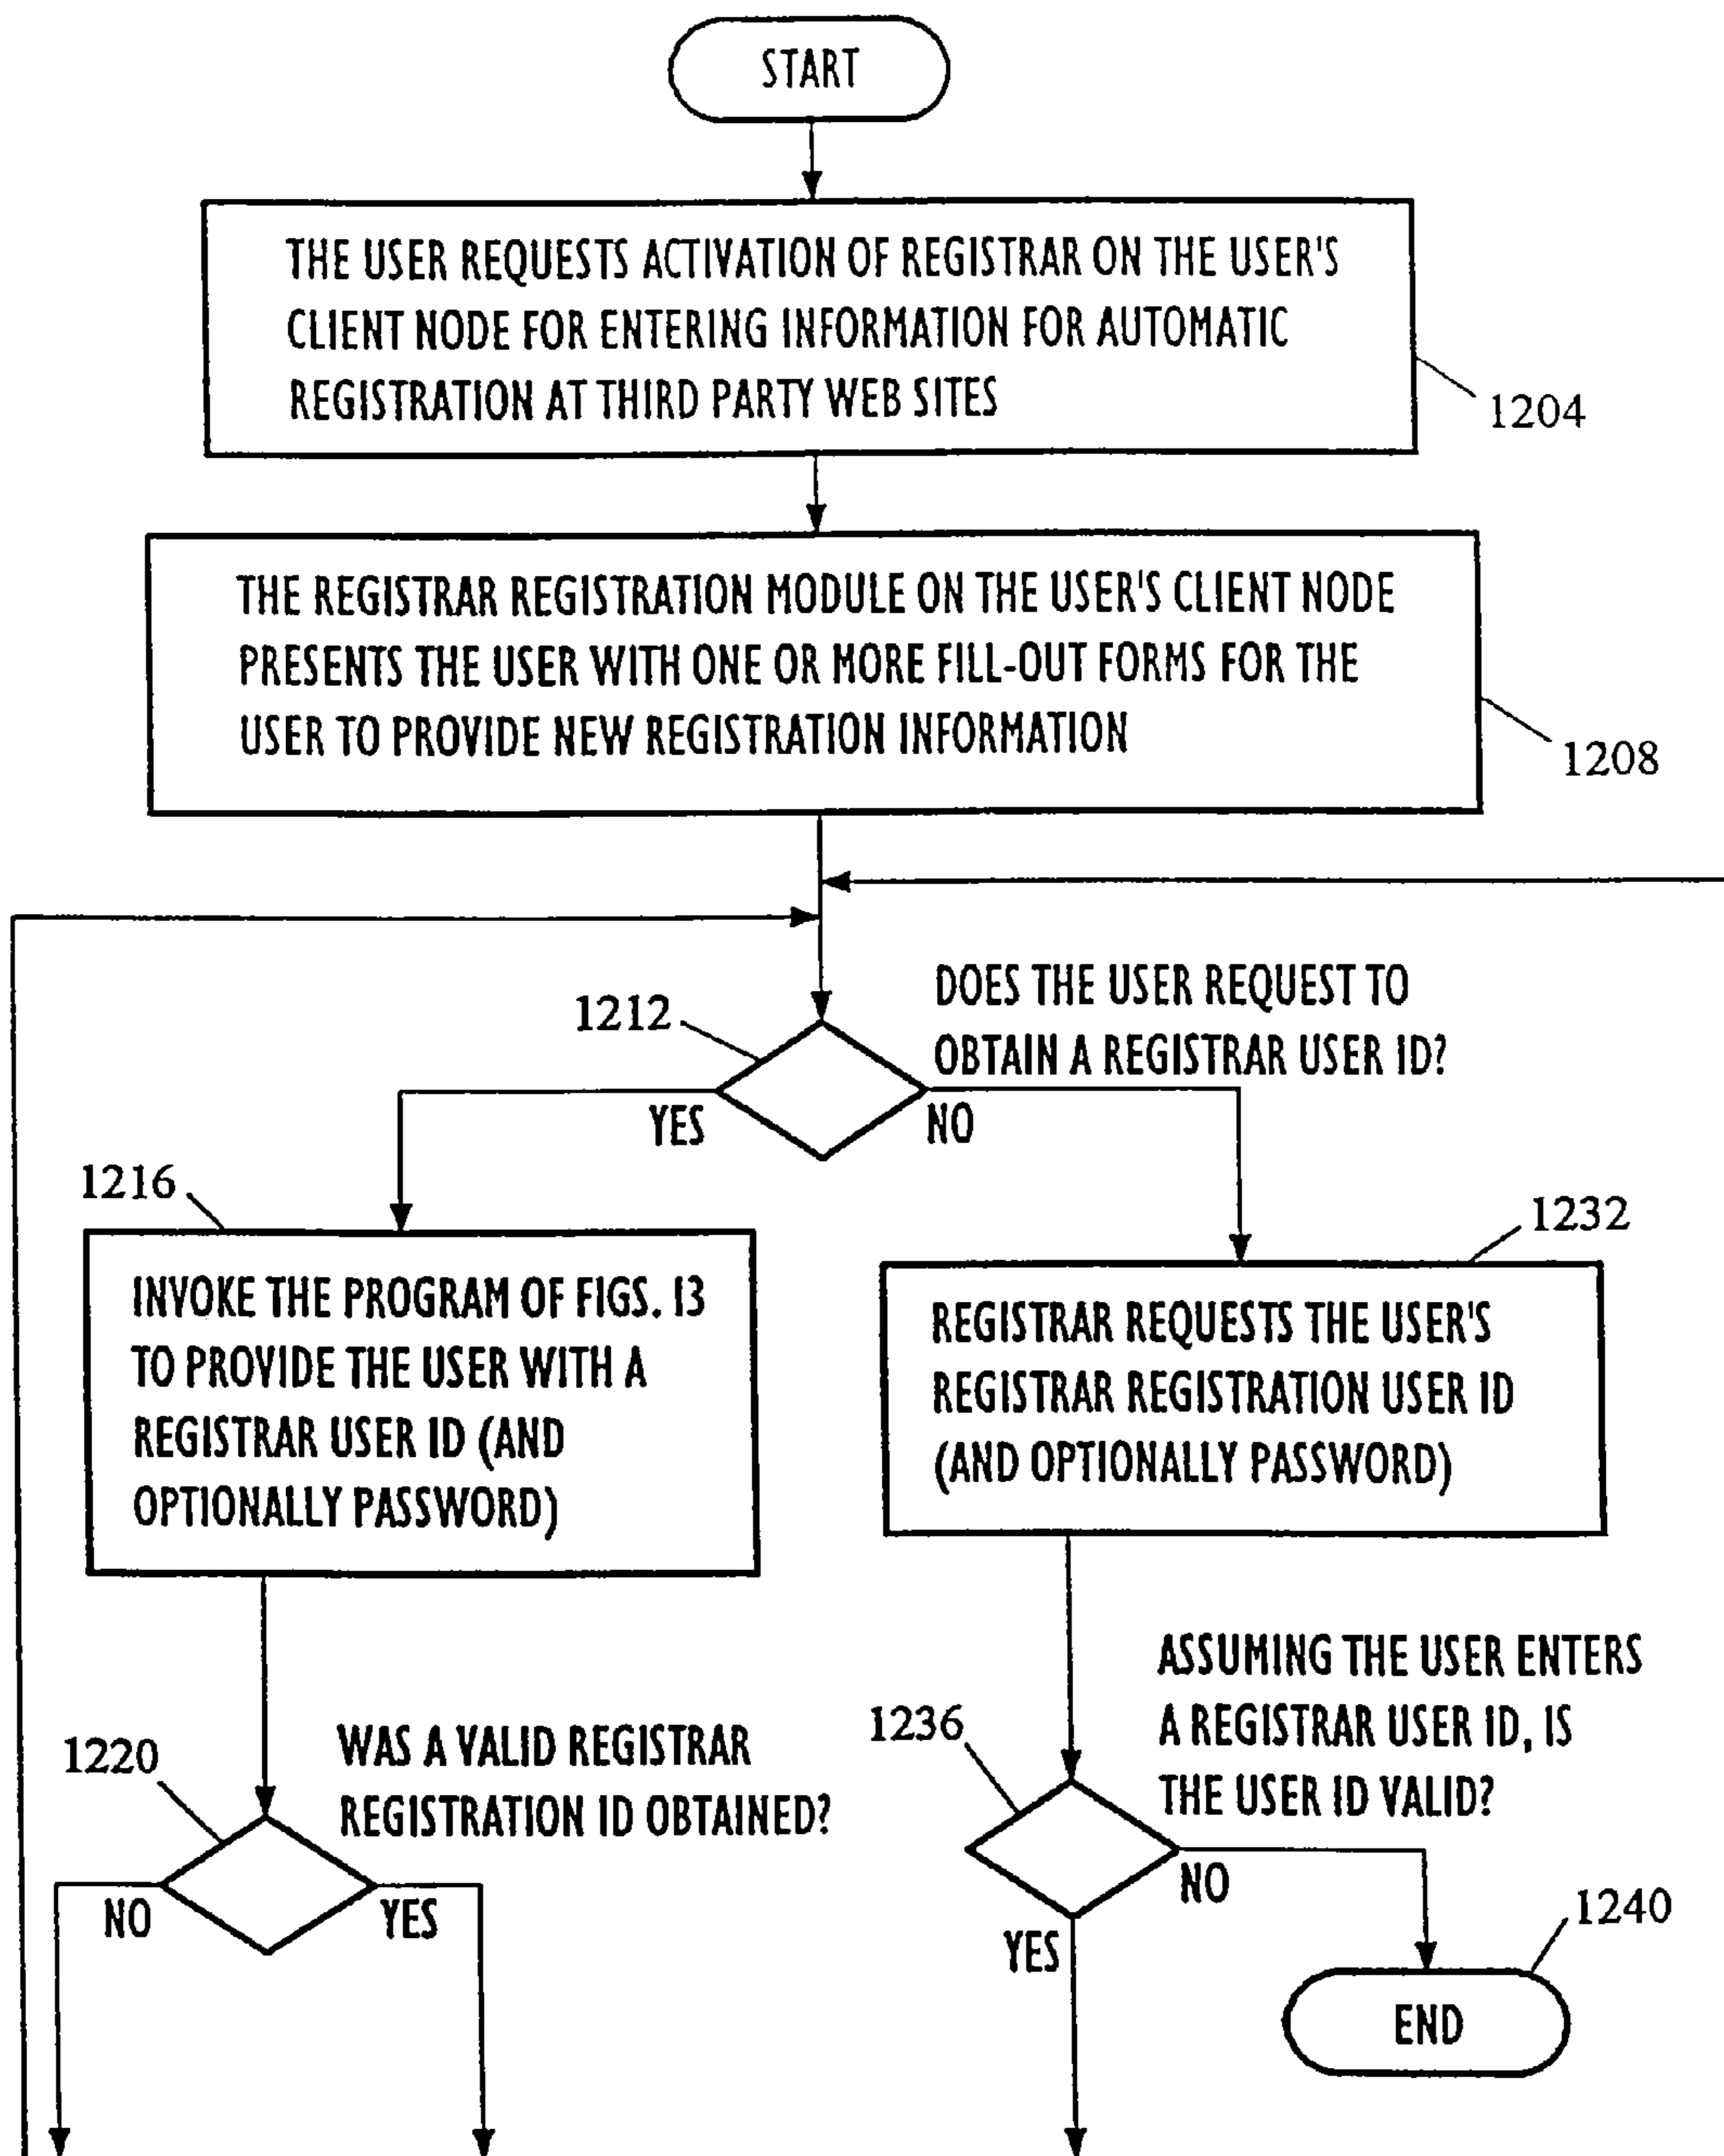 START
THE USER REQUESTS ACTIVATION OF REGISTRAR ON THE USER'S
CLIENT NODE FOR ENTERING INFORMATION FOR AUTOMATIC
REGISTRATION AT THIRD PARTY WEB SITES
1204
THE REGISTRAR REGISTRATION MODULE ON THE USER'S CLIENT NODE
PRESENTS THE USER WITH ONE OR MORE FILL-OUT FORMS FOR THE
USER TO PROVIDE NEW REGISTRATION INFORMATION
1208
1212
DOES THE USER REQUEST TO
OBTAIN A REGISTRAR USER ID?
YES
NO
1216
INVOKE THE PROGRAM OF FIGS. 13
TO PROVIDE THE USER WITH A
REGISTRAR USER ID (AND
OPTIONALLY PASSWORD)
1232
REGISTRAR REQUESTS THE USER'S
REGISTRAR REGISTRATION USER ID
(AND OPTIONALLY PASSWORD)
1220
WAS A VALID REGISTRAR
REGISTRATION ID OBTAINED?
NO
YES
1236
ASSUMING THE USER ENTERS
A REGISTRAR USER ID, IS
THE USER ID VALID?
NO
YES
1240
END